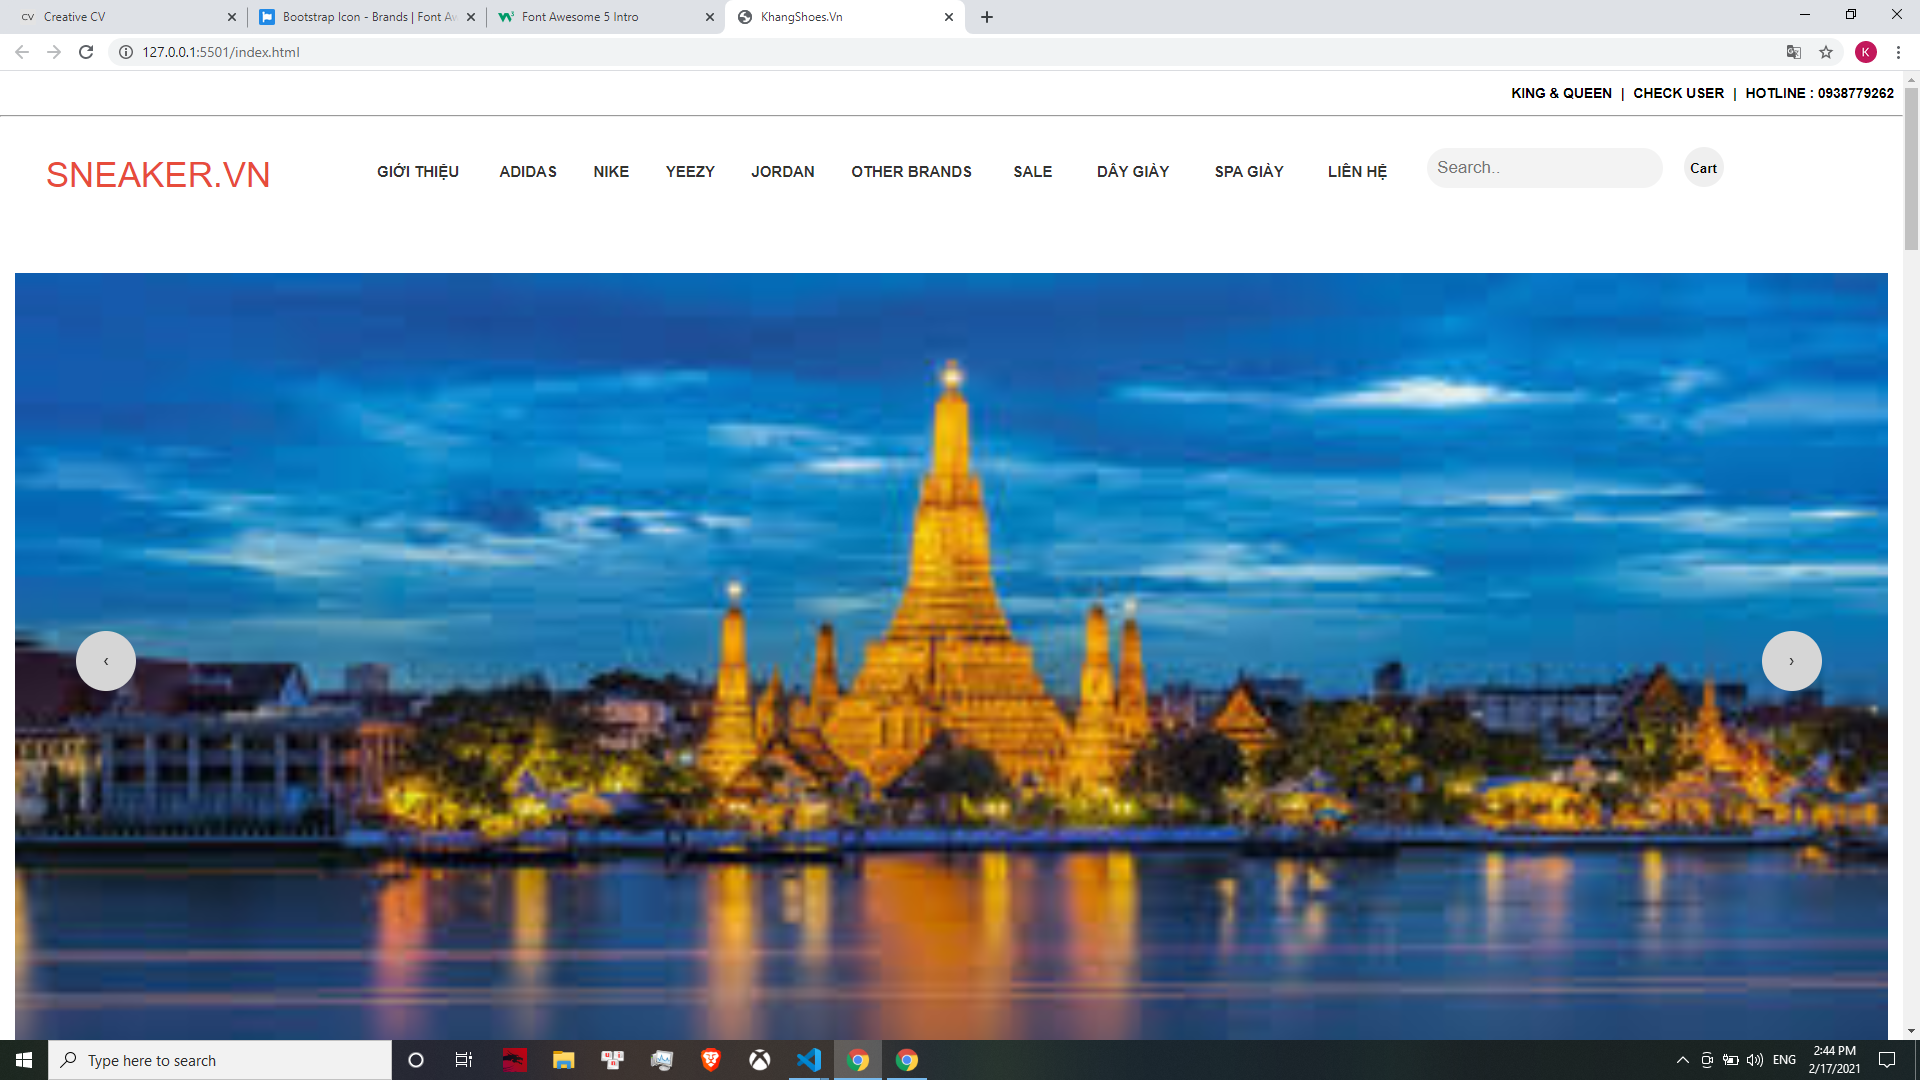 CV Creative CV
Bootstrap Icon - Brands | Font Aw
Font Awesome 5 Intro
KhangShoes.Vn
127.0.0.1:5501/index.html
K
KING & QUEEN | CHECK USER | HOTLINE : 0938779262
SNEAKER.VN
GIỚI THIỆU ADIDAS NIKE YEEZY JORDAN OTHER BRANDS SALE DÂY GIÀY SPA GIÀY LIÊN HỆ
Search..
Cart
‹
›
Type here to search
ENG
2:44 PM
2/17/2021